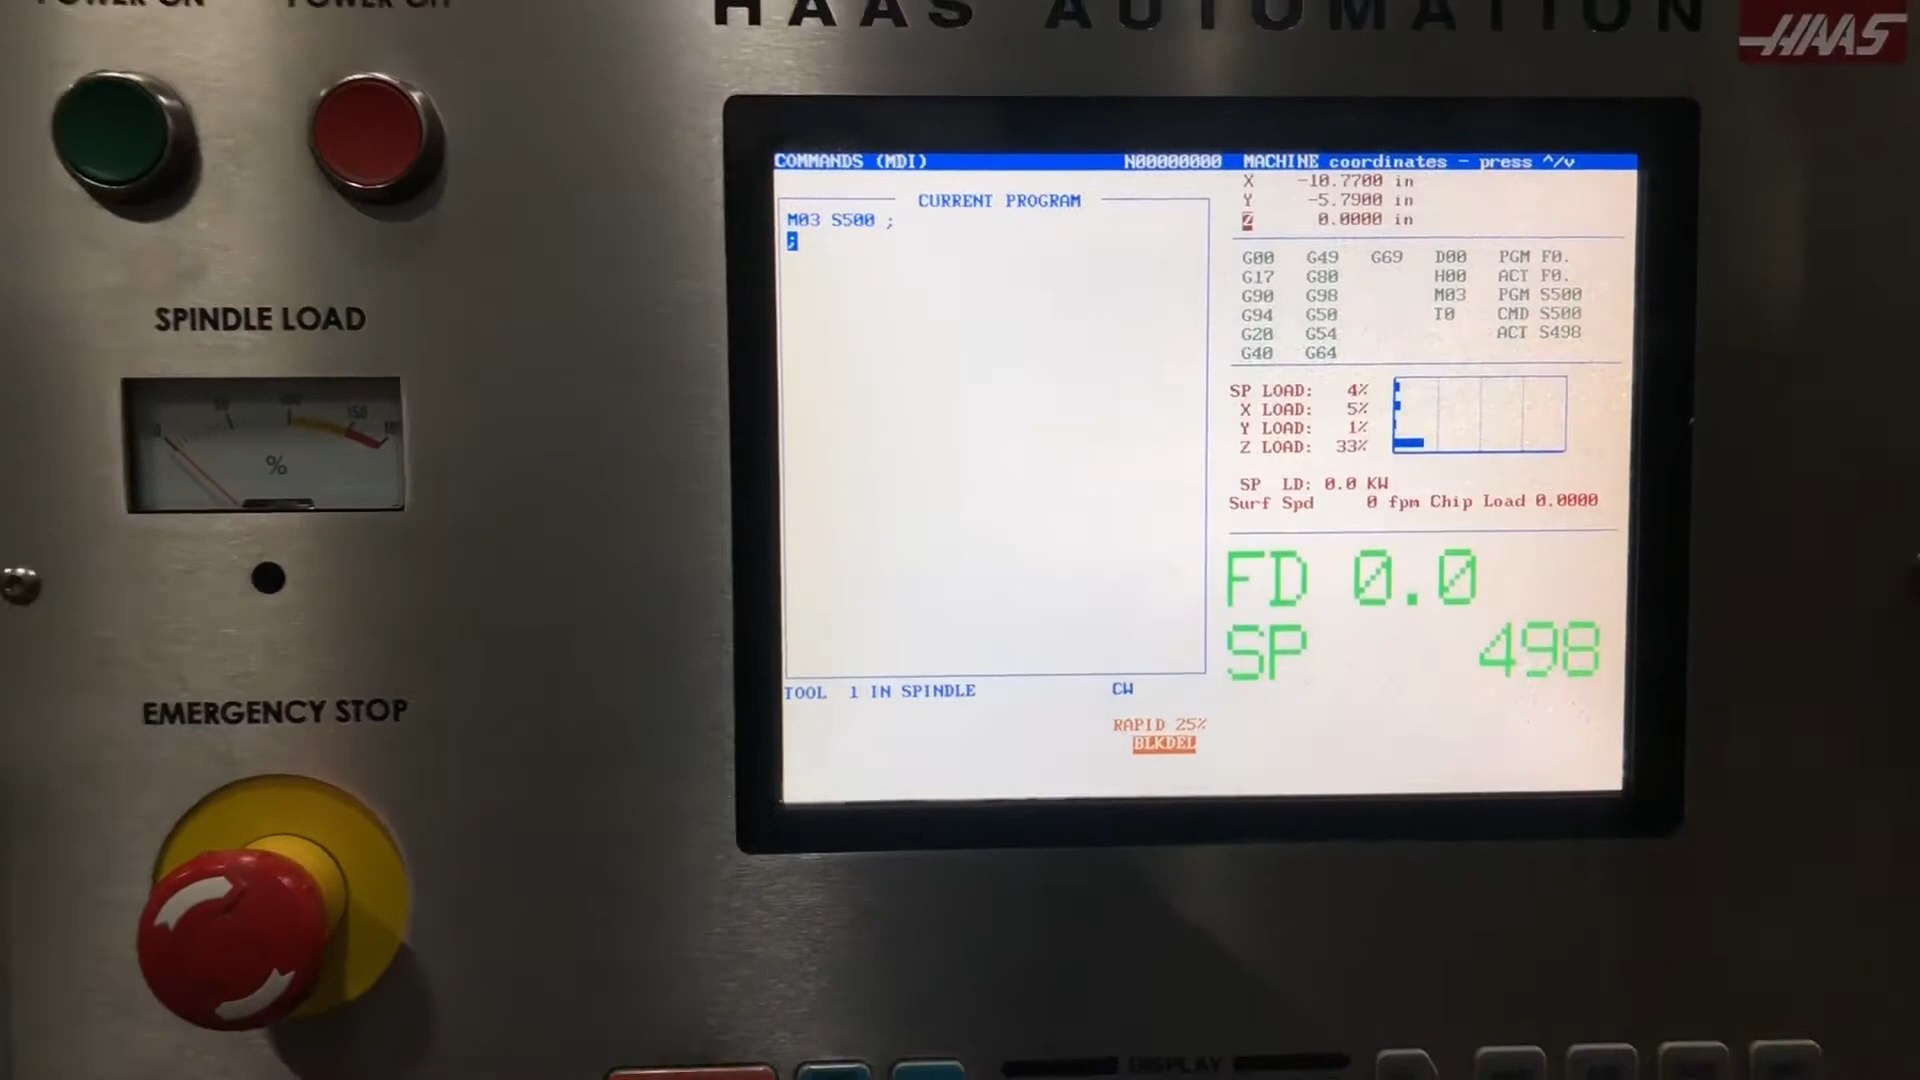 POWER ON POWER OFF
HAAS AUTOMATION
HAAS
SPINDLE LOAD
0 50 100 150
%
EMERGENCY STOP
COMMANDS (MDI) N00000000
CURRENT PROGRAM
M03 S500 ;
;
TOOL 1 IN SPINDLE CW
RAPID 25%
BLKDEL
MACHINE coordinates - press ^/v
X -10.7700 in
Y -5.7900 in
Z 0.0000 in
G00 G49 G69 D00 PGM F0.
G17 G80 H00 ACT F0.
G90 G98 M03 PGM S500
G94 G50 T0 CMD S500
G20 G54 ACT S498
G40 G64
SP LOAD: 4%
X LOAD: 5%
Y LOAD: 1%
Z LOAD: 33%
SP LD: 0.0 KW
Surf Spd 0 fpm Chip Load 0.0000
FD 0.0
SP 498
DISPLAY